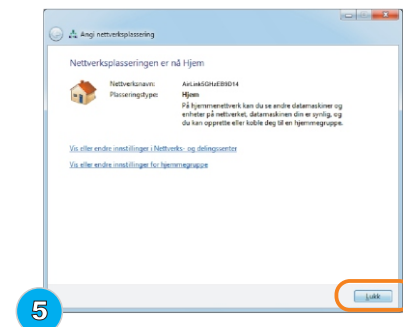 Angi nettverksplassering
Nettverksplasseringen er nå Hjem
Nettverksnavn: AirLink5GHzEB9D14
Plasseringstype: Hjem
På hjemmenettverk kan du se andre datamaskiner og
enheter på nettverket, datamaskinen din er synlig, og
du kan opprette eller koble deg til en hjemmegruppe.
Vis eller endre innstillinger i Nettverks- og delingssenter
Vis eller endre innstillinger for hjemmegruppe
Lukk
5